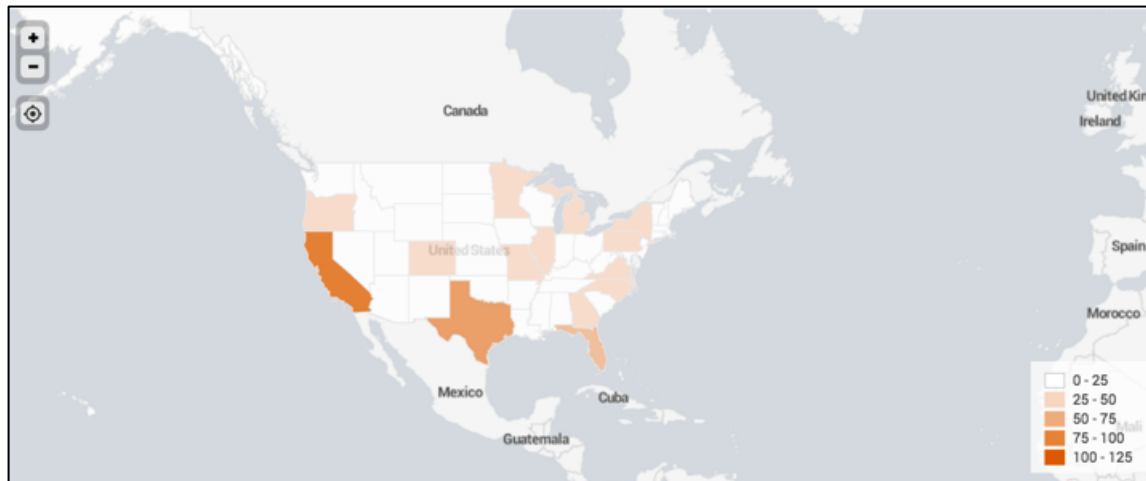 +
−
Canada
United Kin
Ireland
United States
Spain
Morocco
Mexico
Cuba
Guatemala
Mali
0 - 25
25 - 50
50 - 75
75 - 100
100 - 125